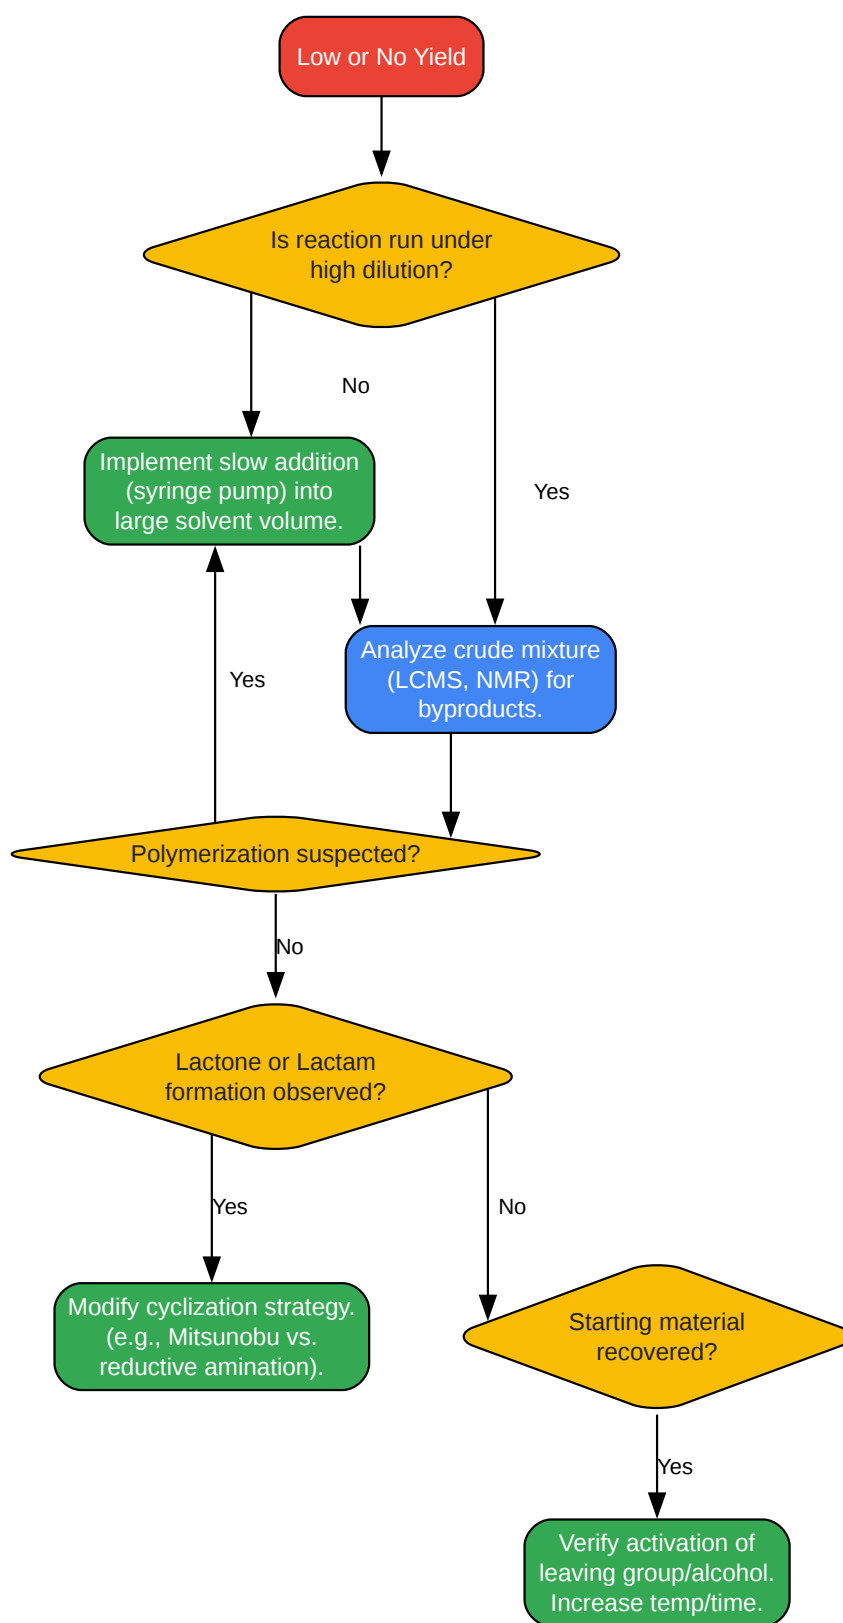 Low or No Yield
Is reaction run under
high dilution?
No
Implement slow addition
(syringe pump) into
large solvent volume.
Yes
Analyze crude mixture
(LCMS, NMR) for
byproducts.
Yes
Polymerization suspected?
No
Lactone or Lactam
formation observed?
Yes
No
Modify cyclization strategy.
(e.g., Mitsunobu vs.
reductive amination).
Starting material
recovered?
Yes
Verify activation of
leaving group/alcohol.
Increase temp/time.